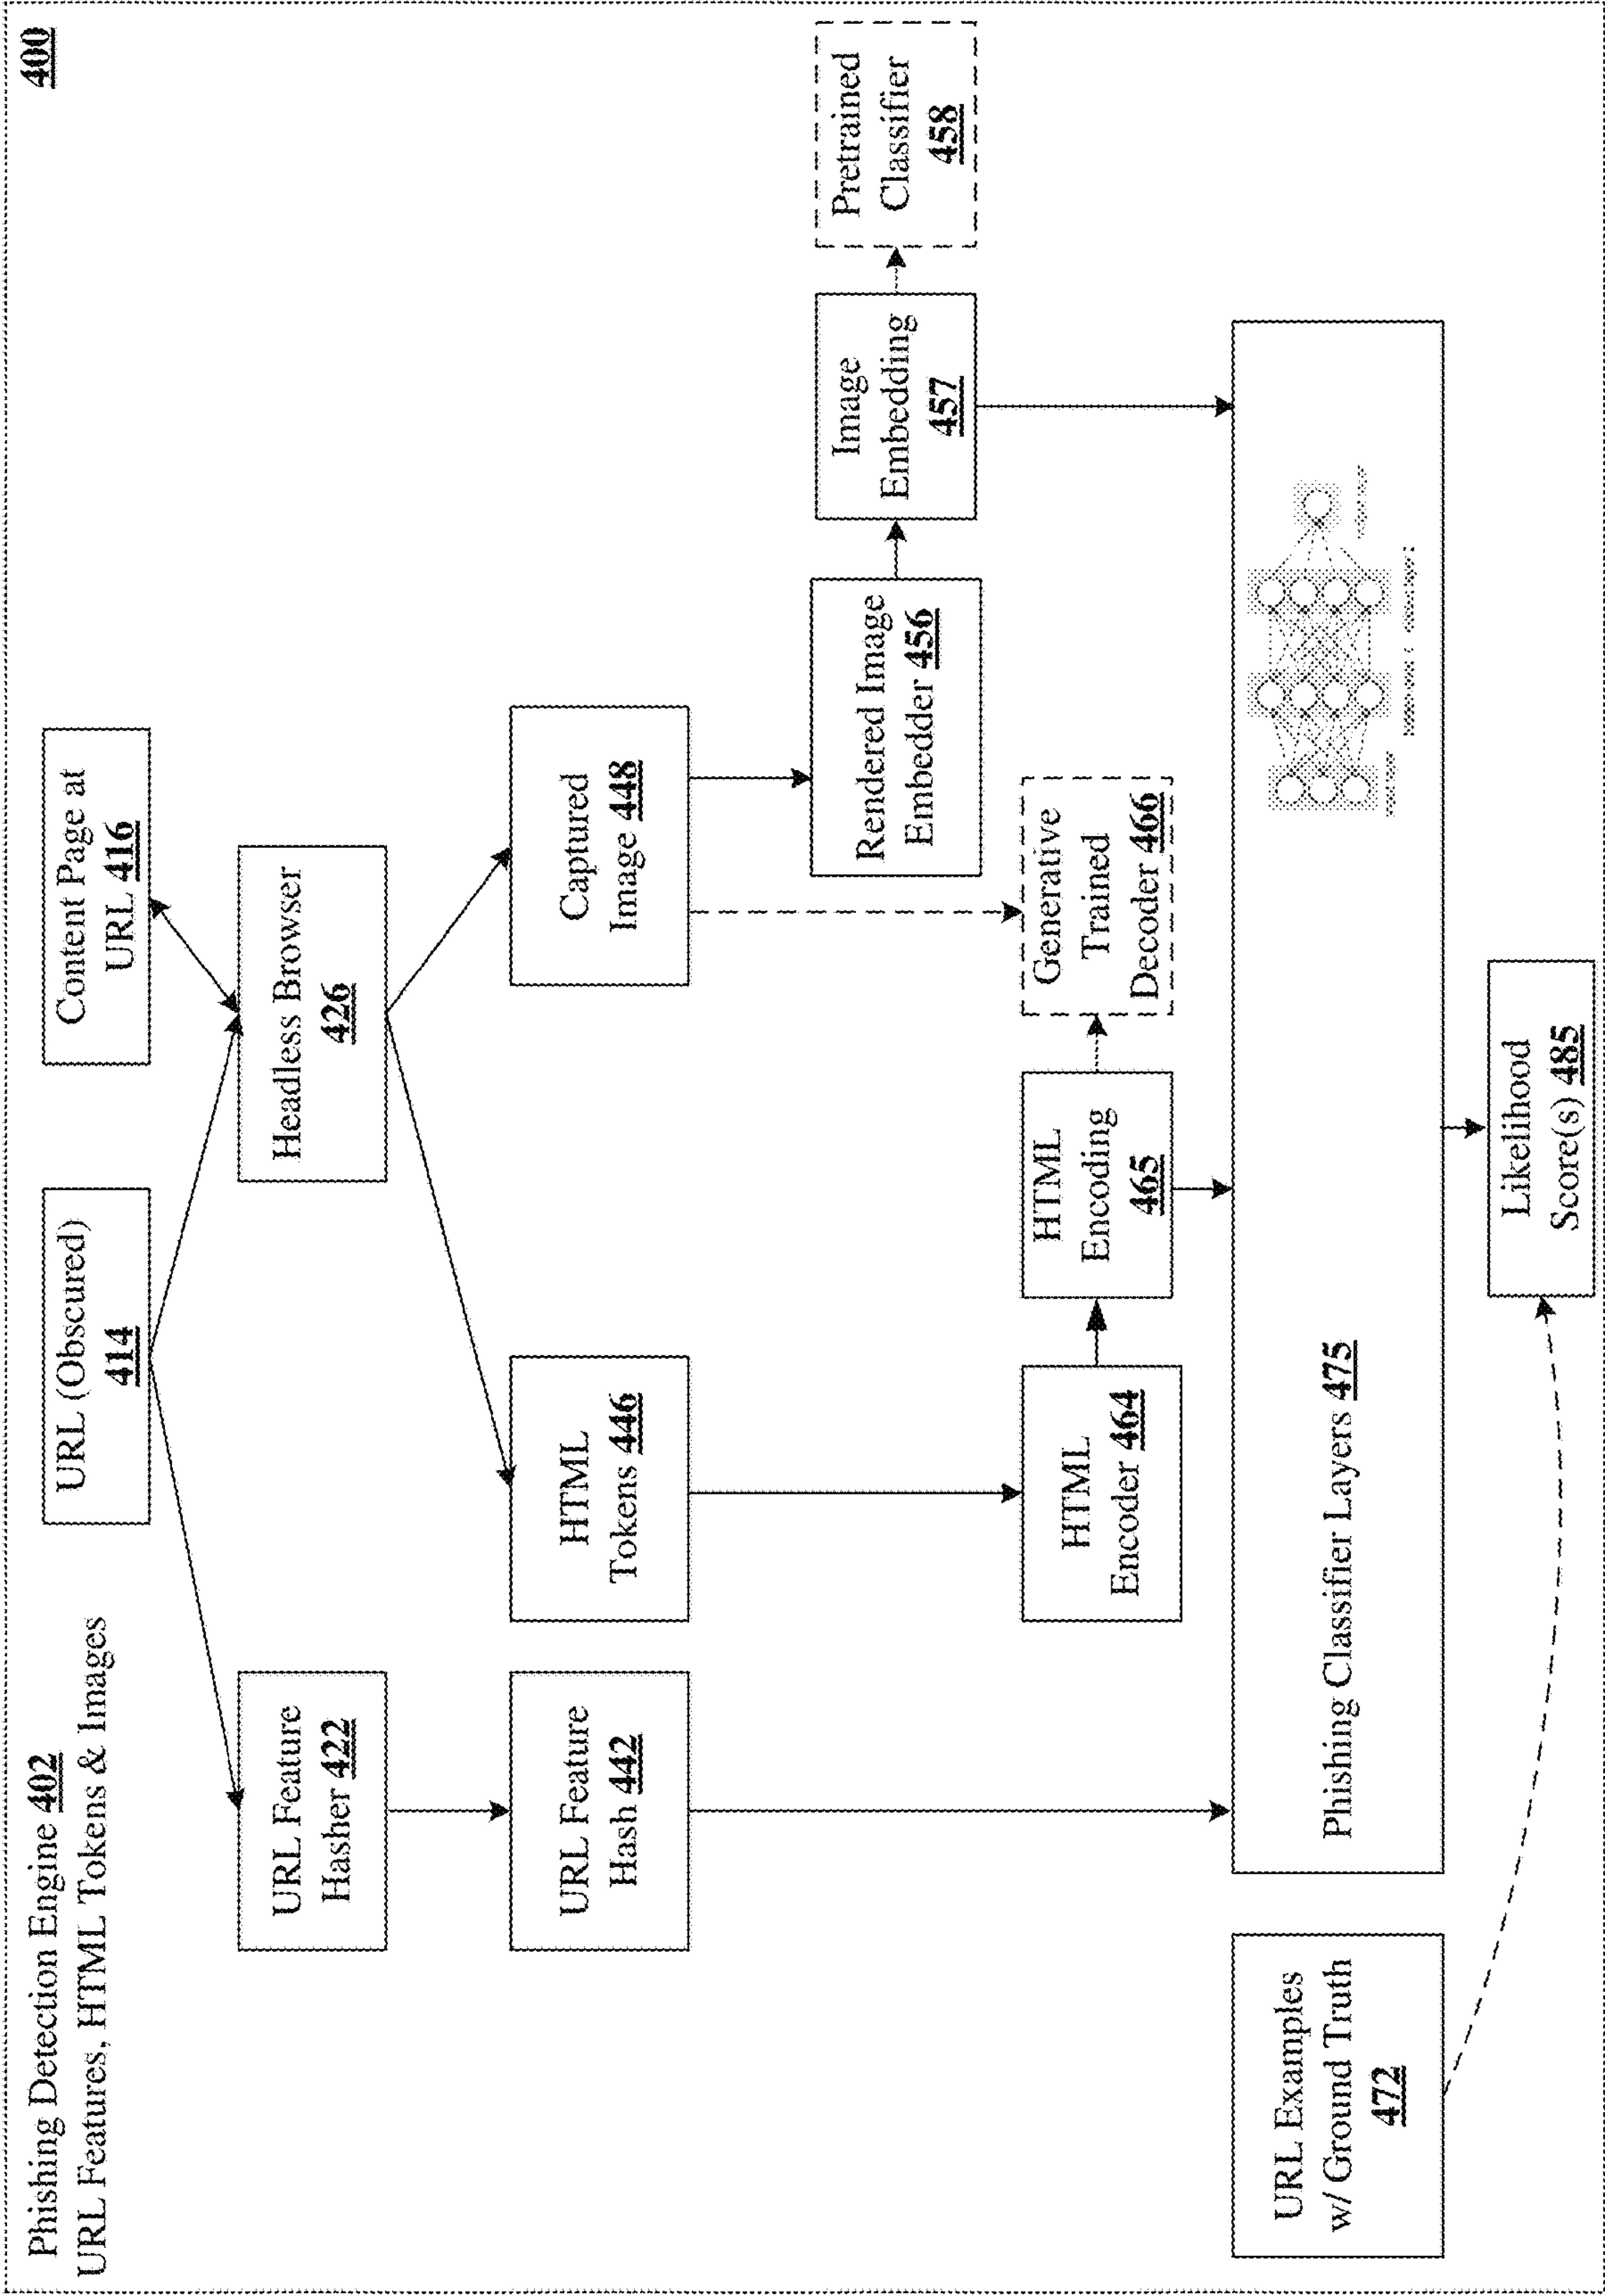 400
Phishing Detection Engine 402
URL Features, HTML Tokens & Images
URL (Obscured)
414
Content Page at
URL 416
URL Feature
Hasher 422
Headless Browser
426
URL Feature
Hash 442
HTML
Tokens 446
Captured
Image 448
Rendered Image
Embedder 456
Image
Embedding
457
Pretrained
Classifier
458
HTML
Encoder 464
HTML
Encoding
465
Generative
Trained
Decoder 466
URL Examples
w/ Ground Truth
472
Phishing Classifier Layers 475
Likelihood
Score(s) 485